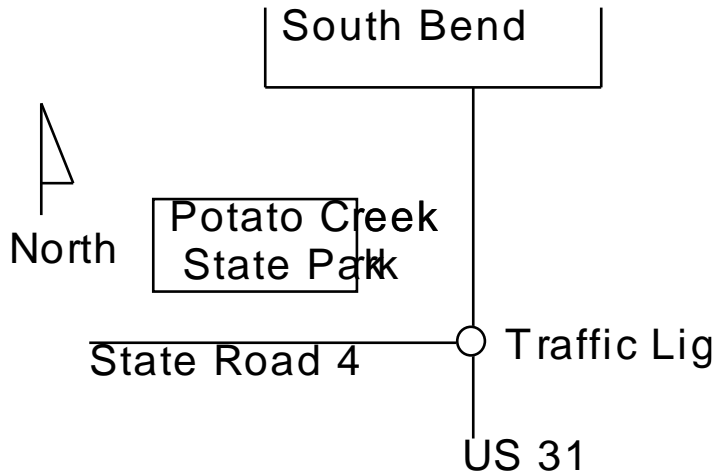 South Bend
Potato Creek
State Park
North
Traffic Lig
State Road 4
US 31